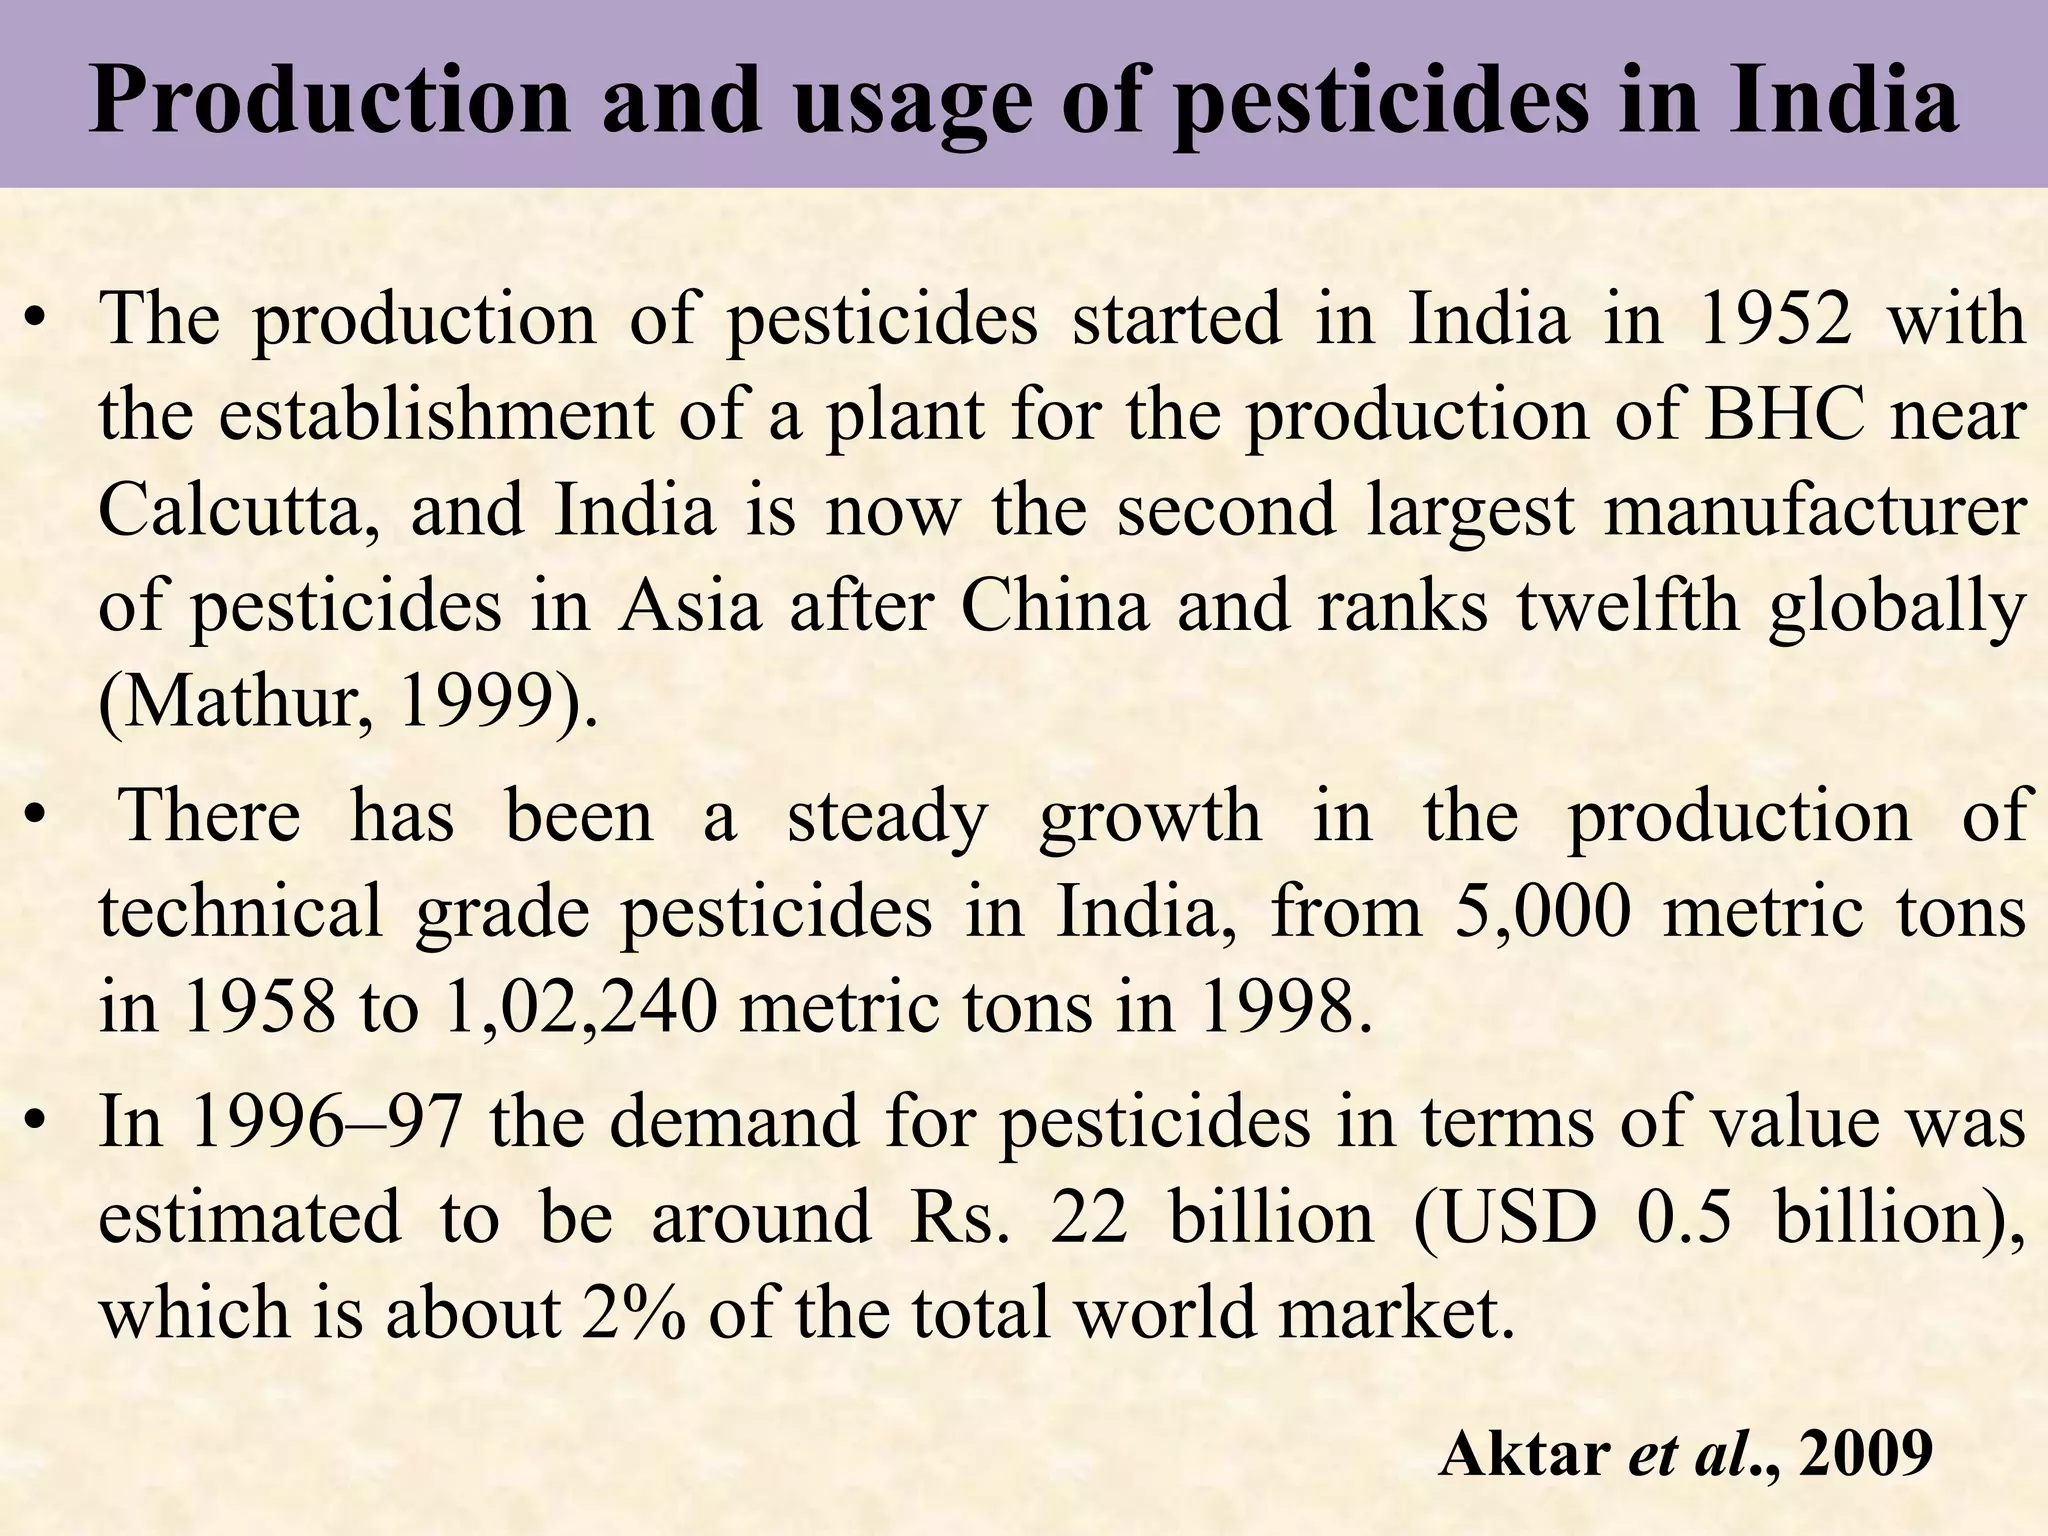 Production and usage of pesticides in India
• The production of pesticides started in India in 1952 with
the establishment of a plant for the production of BHC near
Calcutta, and India is now the second largest manufacturer
of pesticides in Asia after China and ranks twelfth globally
(Mathur, 1999).
• There has been a steady growth in the production of
technical grade pesticides in India, from 5,000 metric tons
in 1958 to 1,02,240 metric tons in 1998.
• In 1996–97 the demand for pesticides in terms of value was
estimated to be around Rs. 22 billion (USD 0.5 billion),
which is about 2% of the total world market.
Aktar et al., 2009